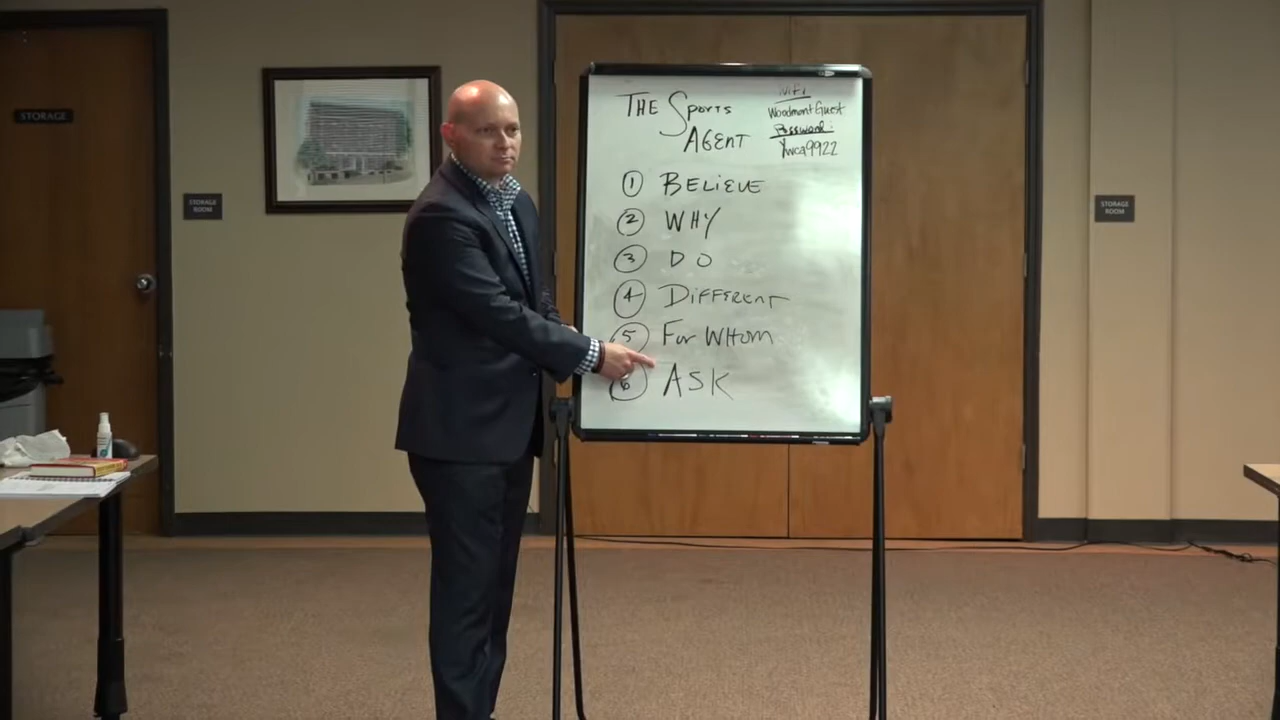 STORAGE
STORAGE
ROOM
THE SPORTS
AGENT
WiFi
Woodmont Guest
Password:
Ywca9922
1 BELIEVE
2 WHY
3 DO
4 DIFFERENT
5 For WHom
6 ASK
STORAGE
ROOM